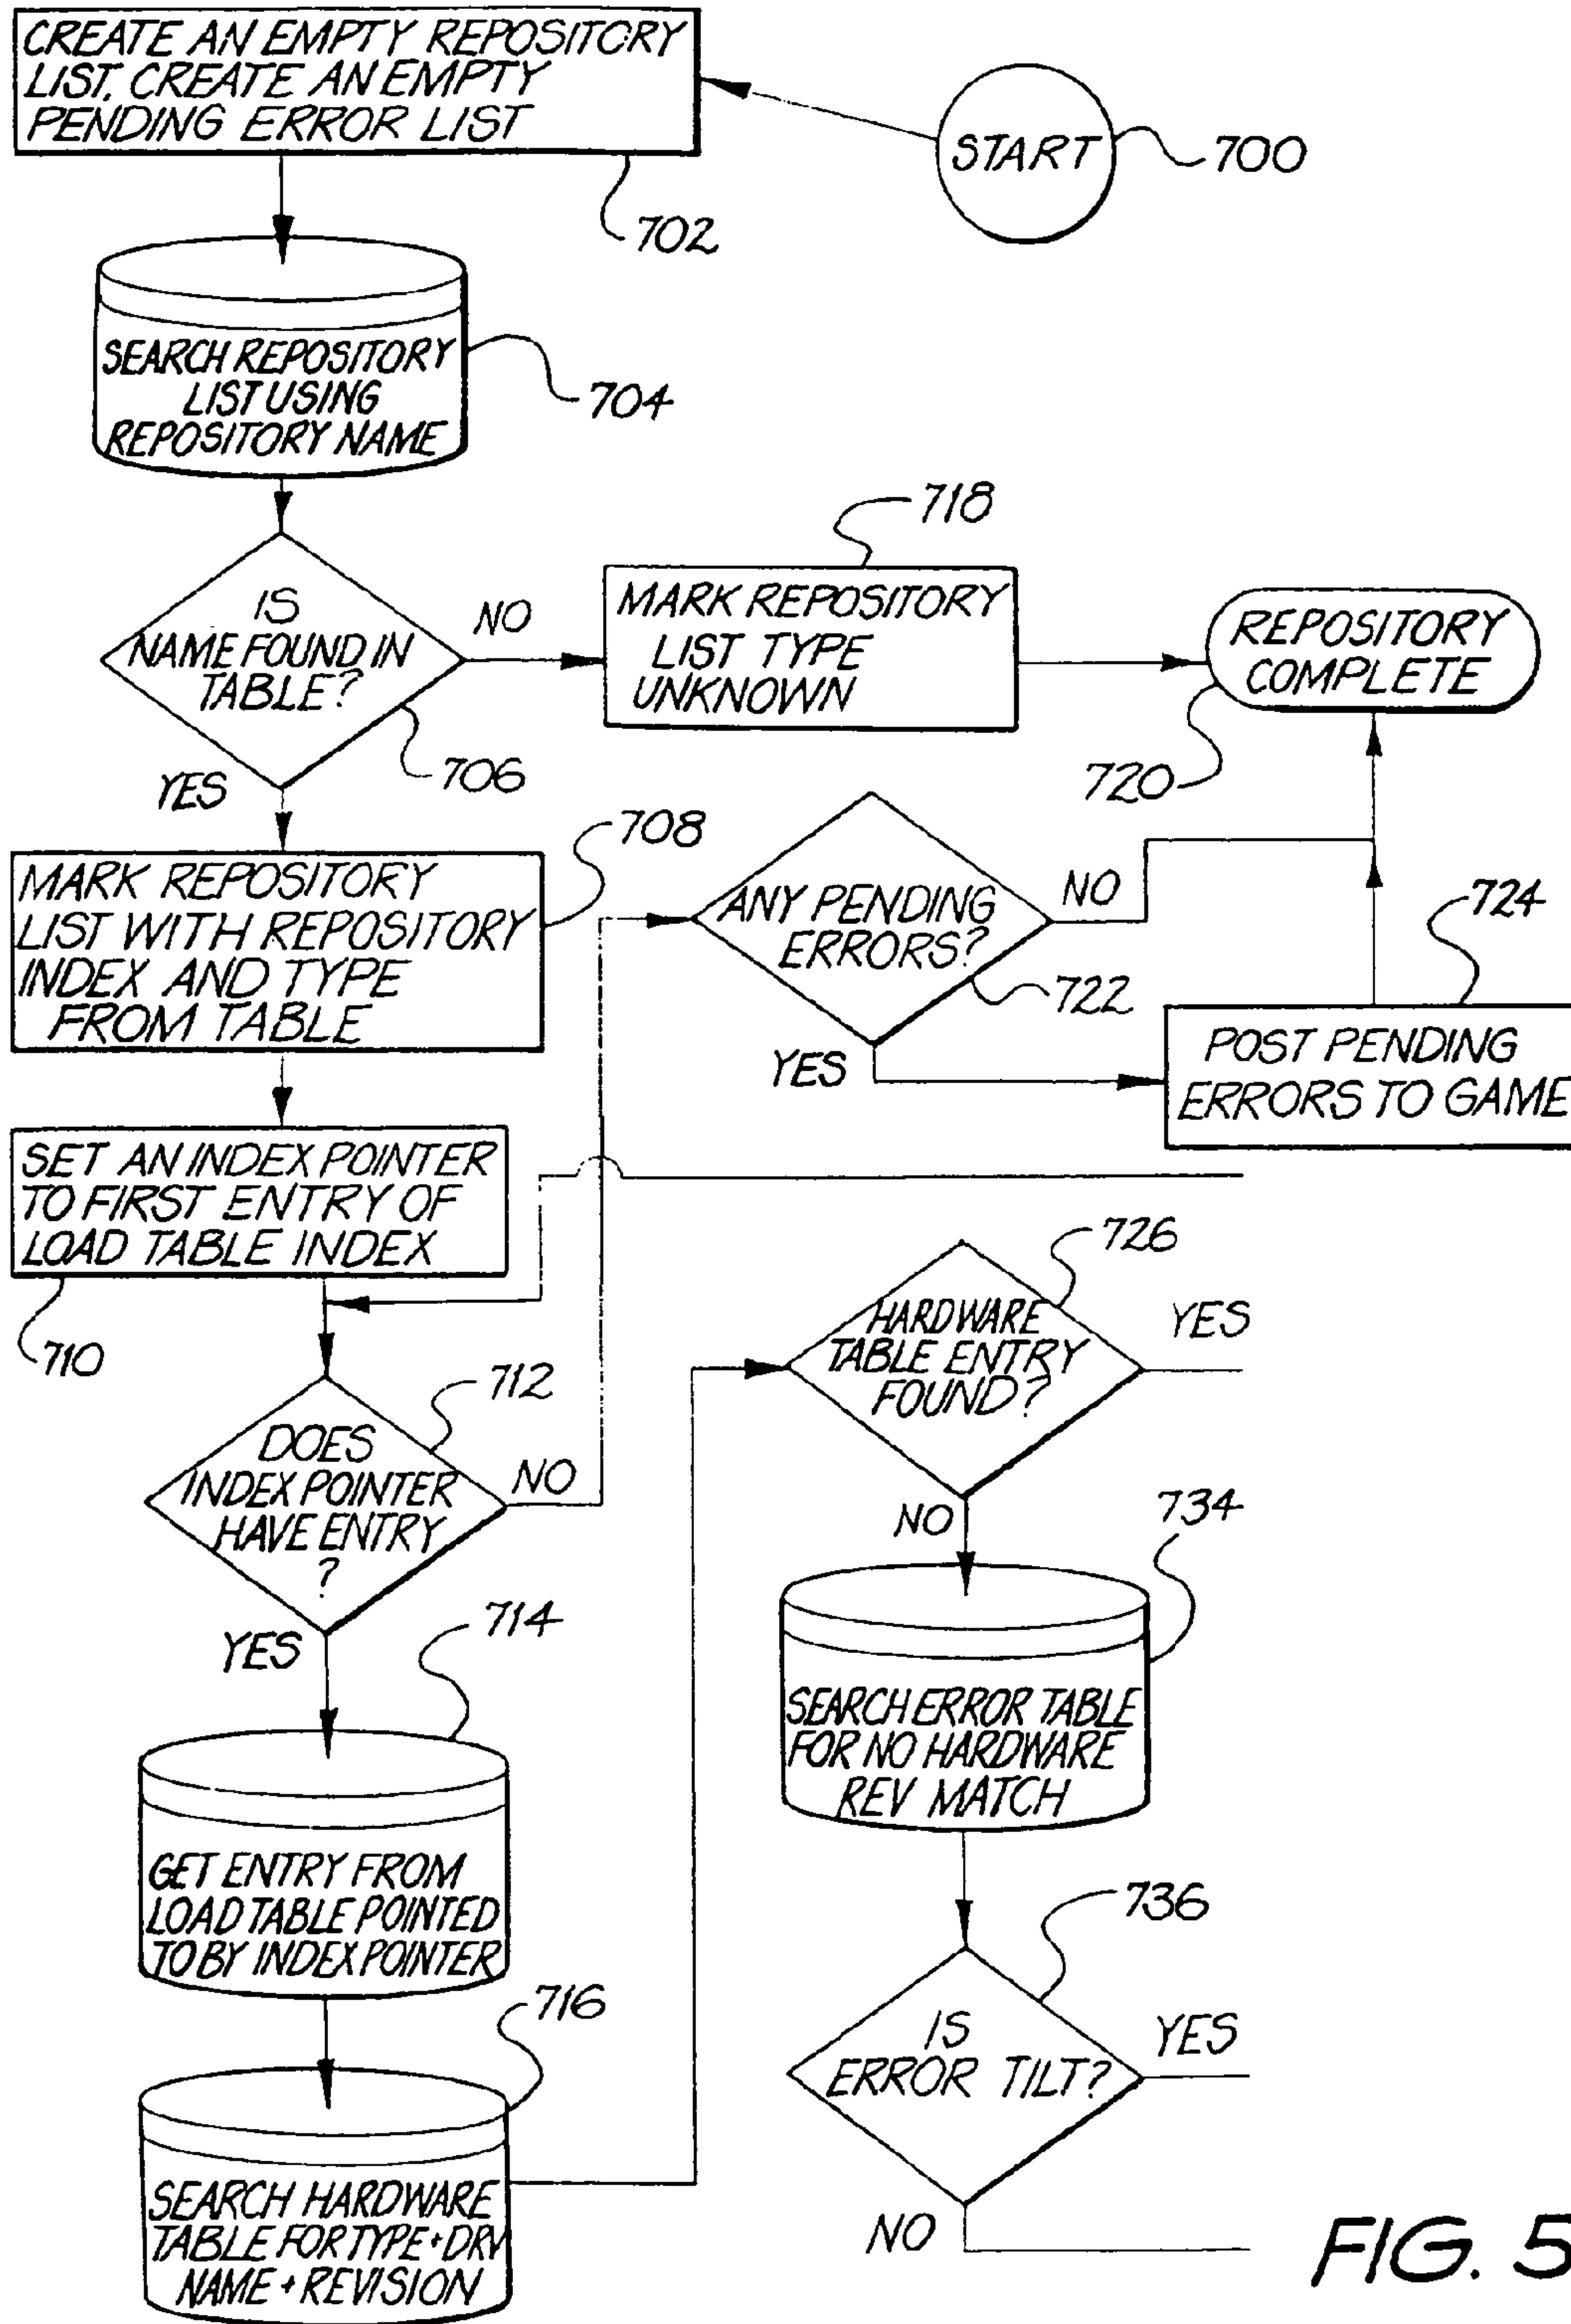 CREATE AN EMPTY REPOSITORY
LIST. CREATE AN EMPTY
PENDING ERROR LIST
START
700
702
SEARCH REPOSITORY
LIST USING
REPOSITORY NAME
704
IS
NAME FOUND IN
TABLE?
NO
YES
706
718
MARK REPOSITORY
LIST TYPE
UNKNOWN
REPOSITORY
COMPLETE
720
MARK REPOSITORY
LIST WITH REPOSITORY
INDEX AND TYPE
FROM TABLE
708
ANY PENDING
ERRORS?
NO
722
YES
724
POST PENDING
ERRORS TO GAME
SET AN INDEX POINTER
TO FIRST ENTRY OF
LOAD TABLE INDEX
710
DOES
INDEX POINTER
HAVE ENTRY
?
712
NO
YES
714
GET ENTRY FROM
LOAD TABLE POINTED
TO BY INDEX POINTER
716
SEARCH HARDWARE
TABLE FOR TYPE + DRV
NAME + REVISION
726
HARDWARE
TABLE ENTRY
FOUND?
YES
NO
734
SEARCH ERROR TABLE
FOR NO HARDWARE
REV MATCH
736
IS
ERROR TILT?
YES
NO
FIG. 5